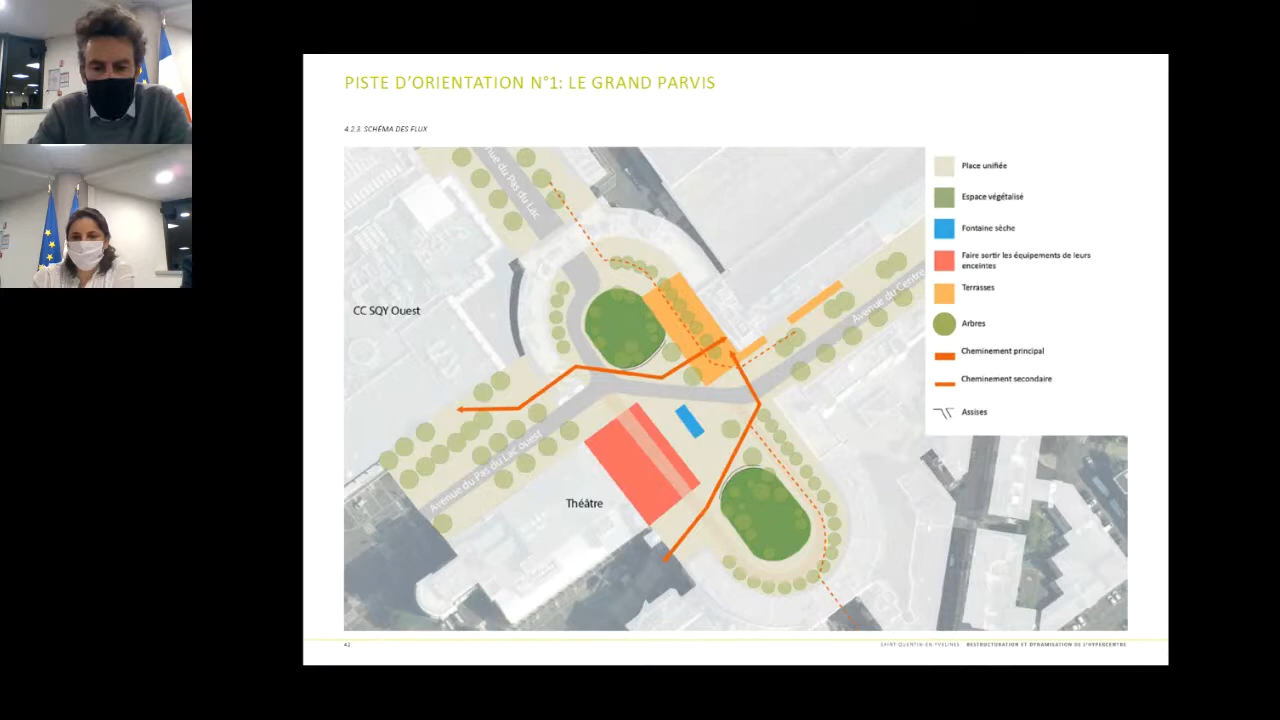 PISTE D'ORIENTATION N°1: LE GRAND PARVIS
4.2.3. SCHÉMA DES FLUX
nue du Pas du Lac
CC SQY Ouest
Avenue du Centre
Avenue du Pas du Lac ouest
Théâtre
Place unifiée
Espace végétalisé
Fontaine sèche
Faire sortir les équipements de leurs
enceintes
Terrasses
Arbres
Cheminement principal
Cheminement secondaire
Assises
42
SAINT-QUENTIN-EN-YVELINES RESTRUCTURATION ET DYNAMISATION DE L'HYPERCENTRE